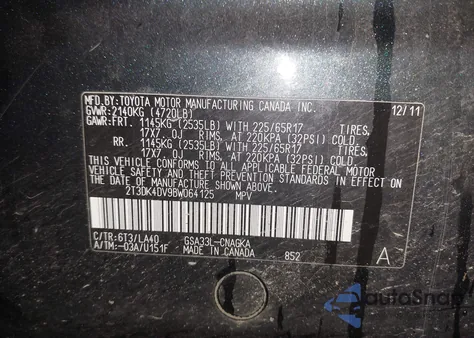 MFD.BY:TOYOTA MOTOR MANUFACTURING CANADA INC.
GVWR:2140KG (4720LB) 12/11
GAWR:FRT. 1145KG (2535LB) WITH 225/65R17 TIRES,
17X7 OJ RIMS, AT 220KPA (32PSI) COLD
RR. 1145KG (2535LB) WITH 225/65R17 TIRES,
17X7 OJ RIMS, AT 220KPA (32PSI) COLD
THIS VEHICLE CONFORMS TO ALL APPLICABLE FEDERAL MOTOR
VEHICLE SAFETY AND THEFT PREVENTION STANDARDS IN EFFECT
ON THE DATE OF MANUFACTURE SHOWN ABOVE.
2T3DK4DV9BW064125 MPV
C/TR:6T3/LA40 GSA33L-CNAGKA
A/TM:-03A/U151F MADE IN CANADA 852 A
AutoSnap